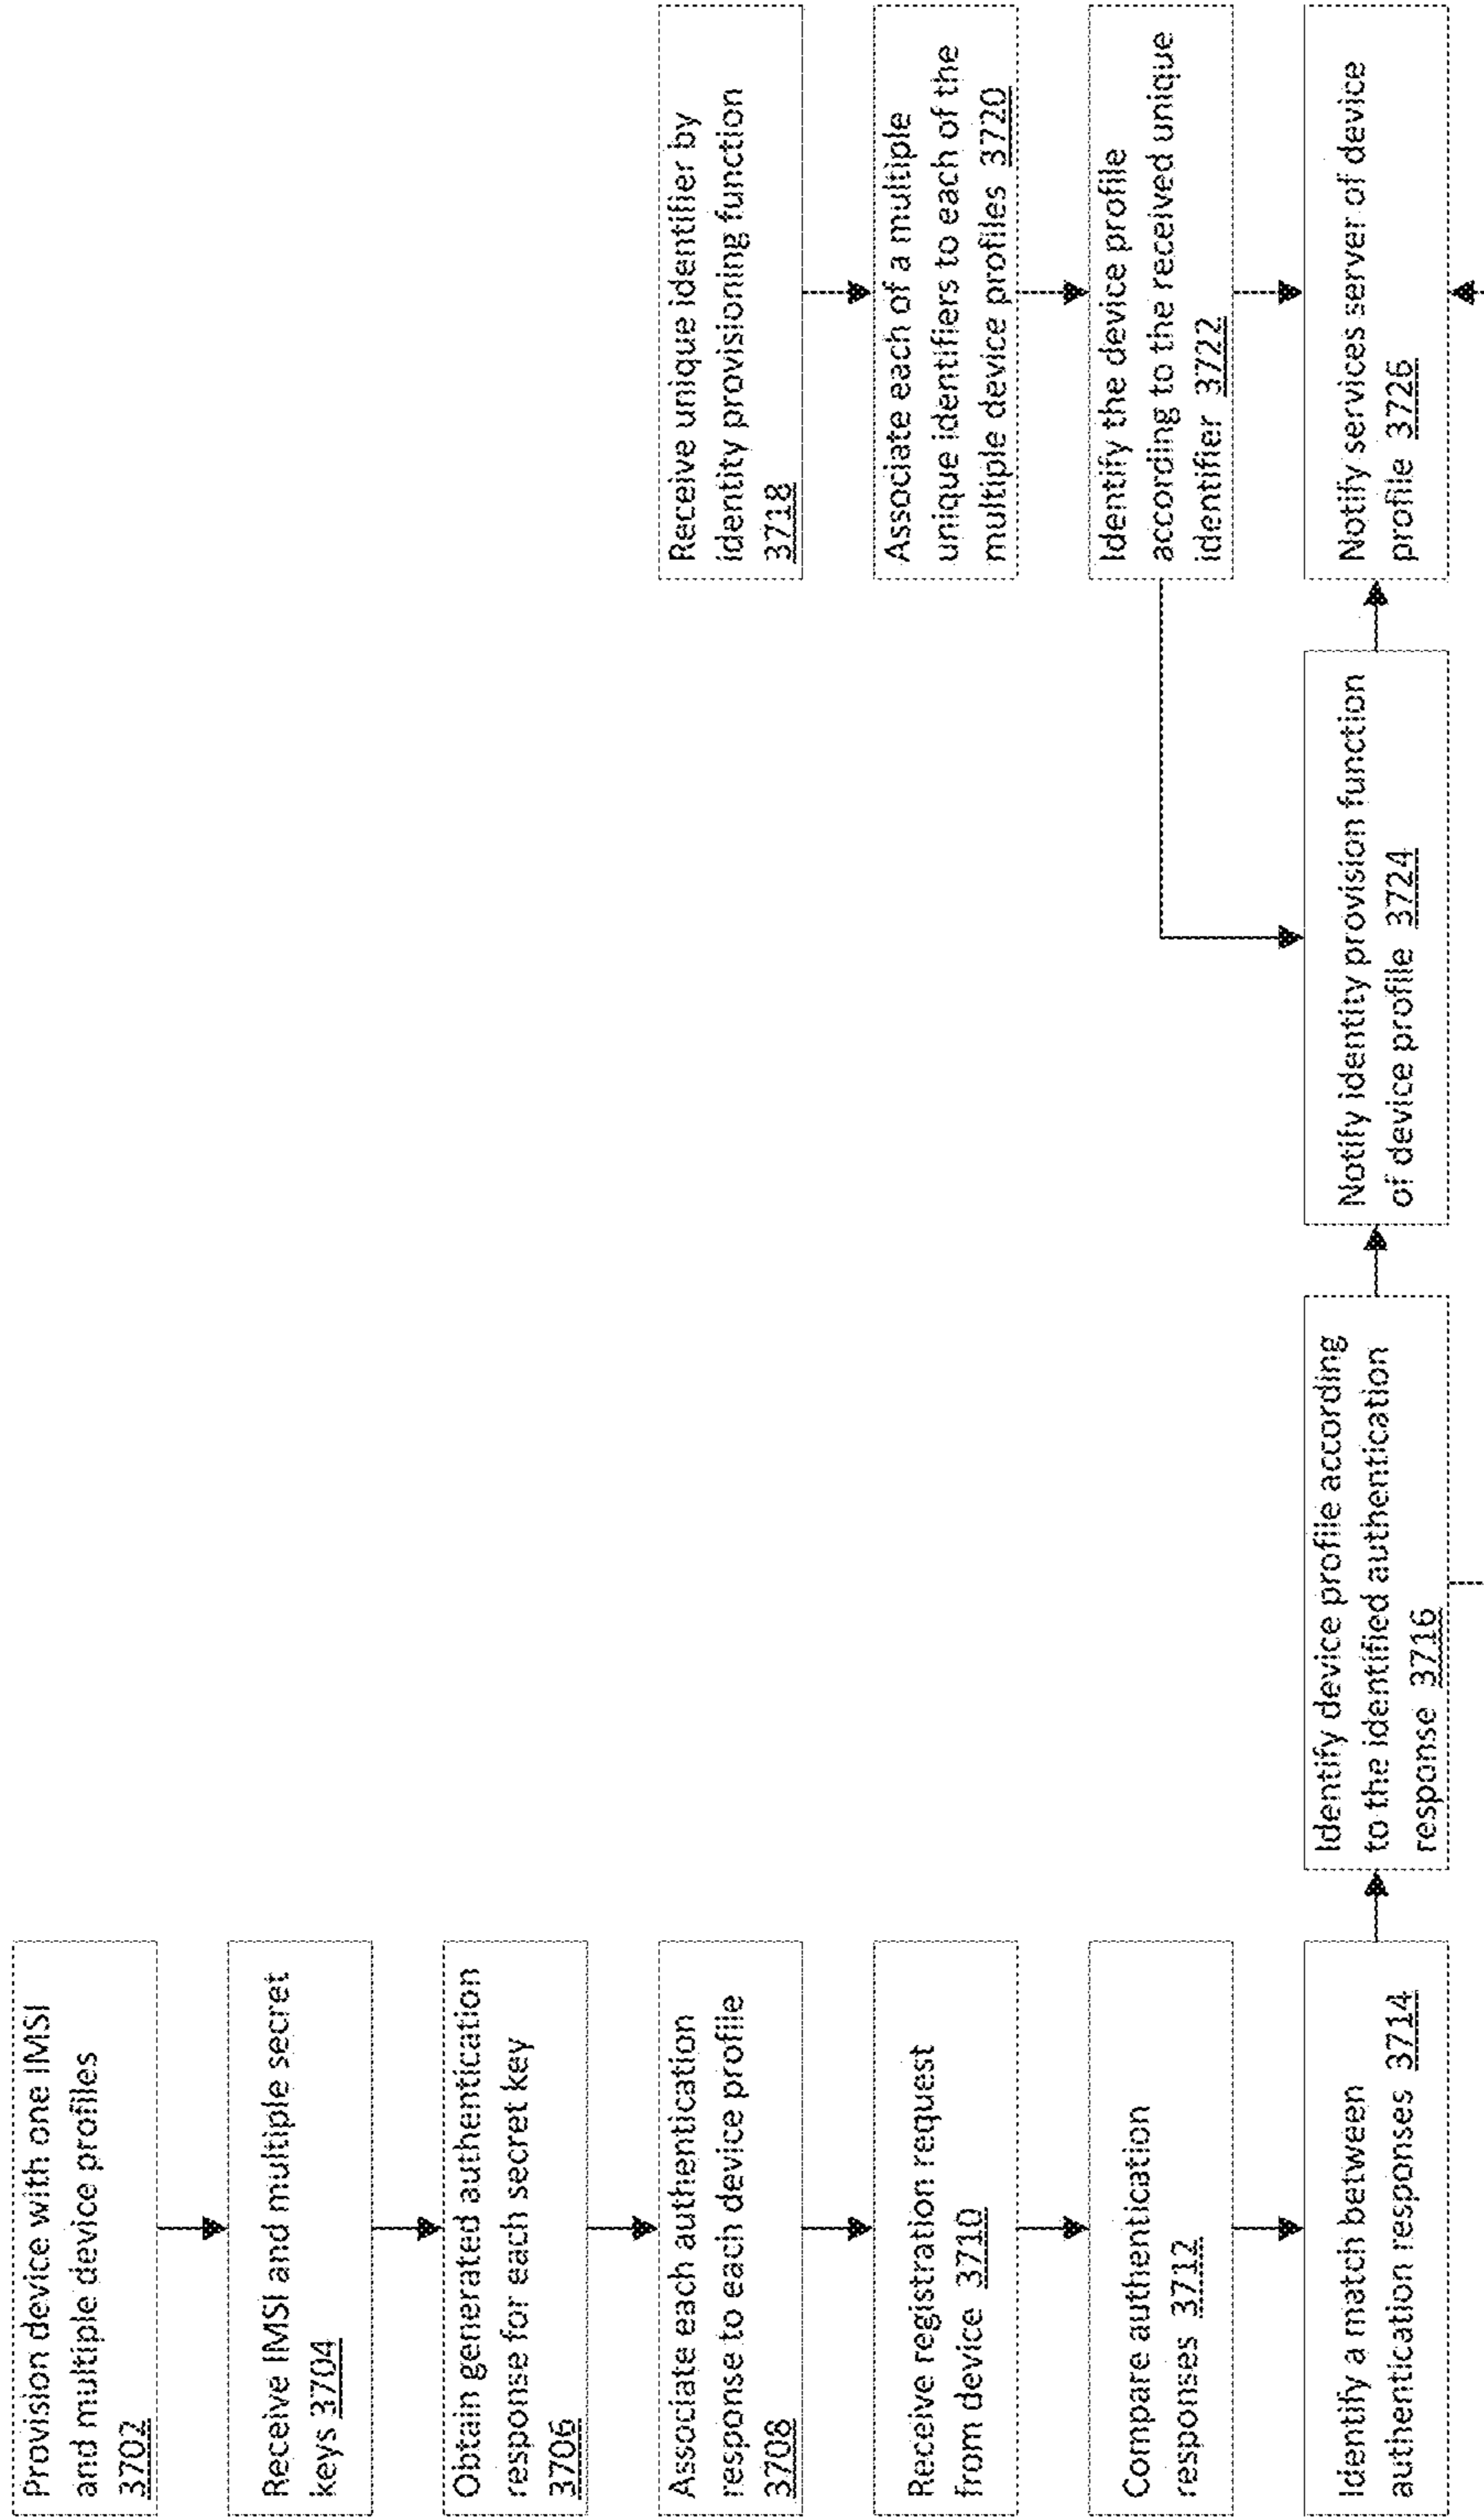 Provision device with one IMSI
and multiple device profiles
3702
Receive IMSI and multiple secret
keys 3704
Obtain generated authentication
response for each secret key
3706
Associate each authentication
response to each device profile
3708
Receive registration request
from device 3710
Compare authentication
responses 3712
Identify a match between
authentication responses 3714
Identify device profile according
to the identified authentication
response 3716
Receive unique identifier by
identity provisioning function
3718
Associate each of a multiple
unique identifiers to each of the
multiple device profiles 3720
Identify the device profile
according to the received unique
identifier 3722
Notify identity provision function
of device profile 3724
Notify services server of device
profile 3726